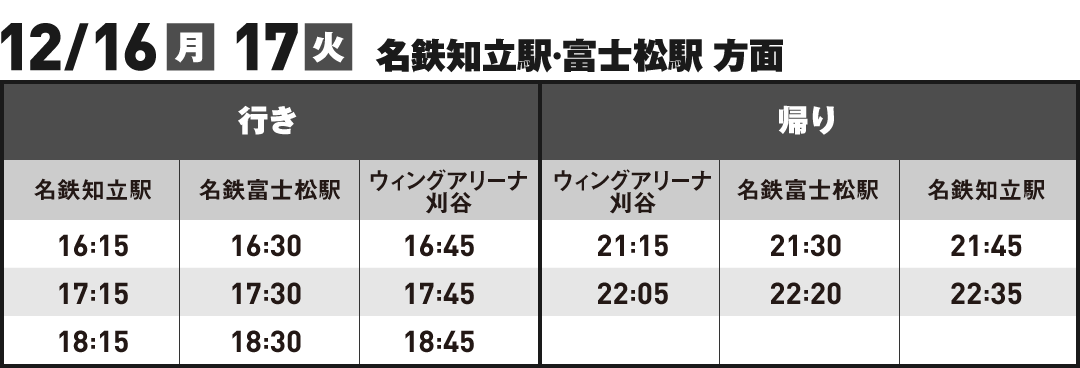 12/16 月 17 火 名鉄知立駅・富士松駅 方面
行き 帰り
名鉄知立駅 名鉄富士松駅 ウィングアリーナ刈谷 ウィングアリーナ刈谷 名鉄富士松駅 名鉄知立駅
16:15 16:30 16:45 21:15 21:30 21:45
17:15 17:30 17:45 22:05 22:20 22:35
18:15 18:30 18:45